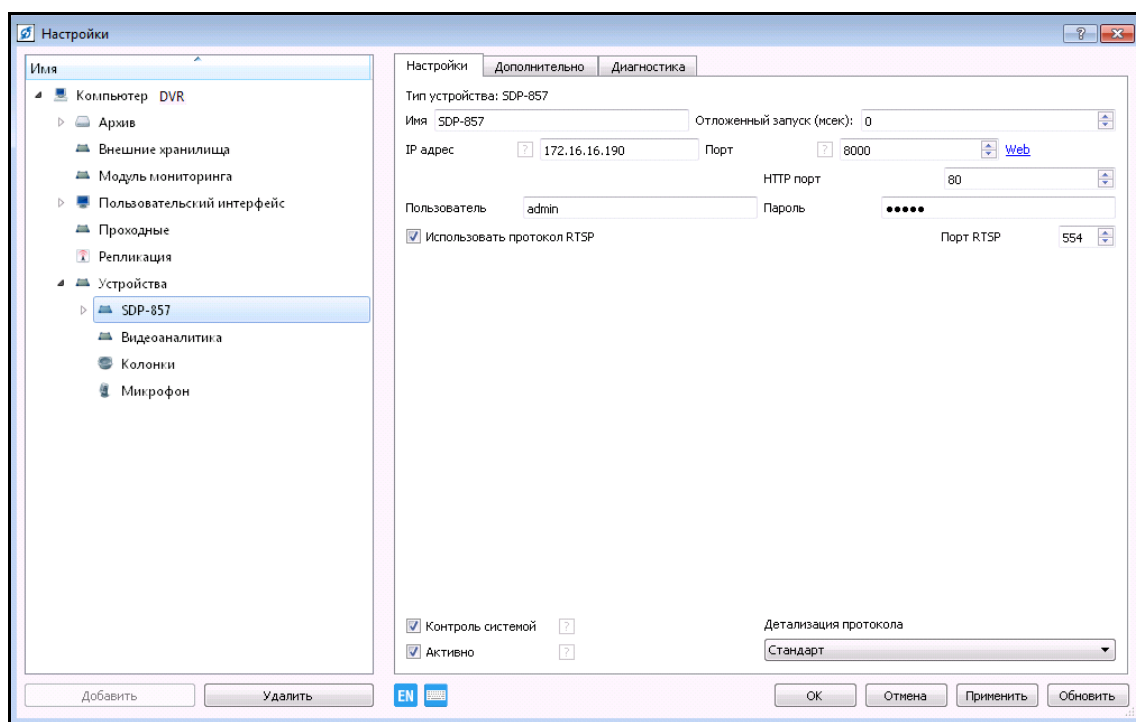 Настройки
?
Имя
Компьютер DVR
Архив
Внешние хранилища
Модуль мониторинга
Пользовательский интерфейс
Проходные
Репликация
Устройства
SDP-857
Видеоаналитика
Колонки
Микрофон
Добавить
Удалить
Настройки
Дополнительно
Диагностика
Тип устройства: SDP-857
Имя SDP-857 Отложенный запуск (мсек): 0
IP адрес ? 172.16.16.190 Порт ? 8000 Web
HTTP порт 80
Пользователь admin Пароль •••••
Использовать протокол RTSP Порт RTSP 554
Контроль системой ? Детализация протокола
Активно ? Стандарт
EN
OK Отмена Применить Обновить